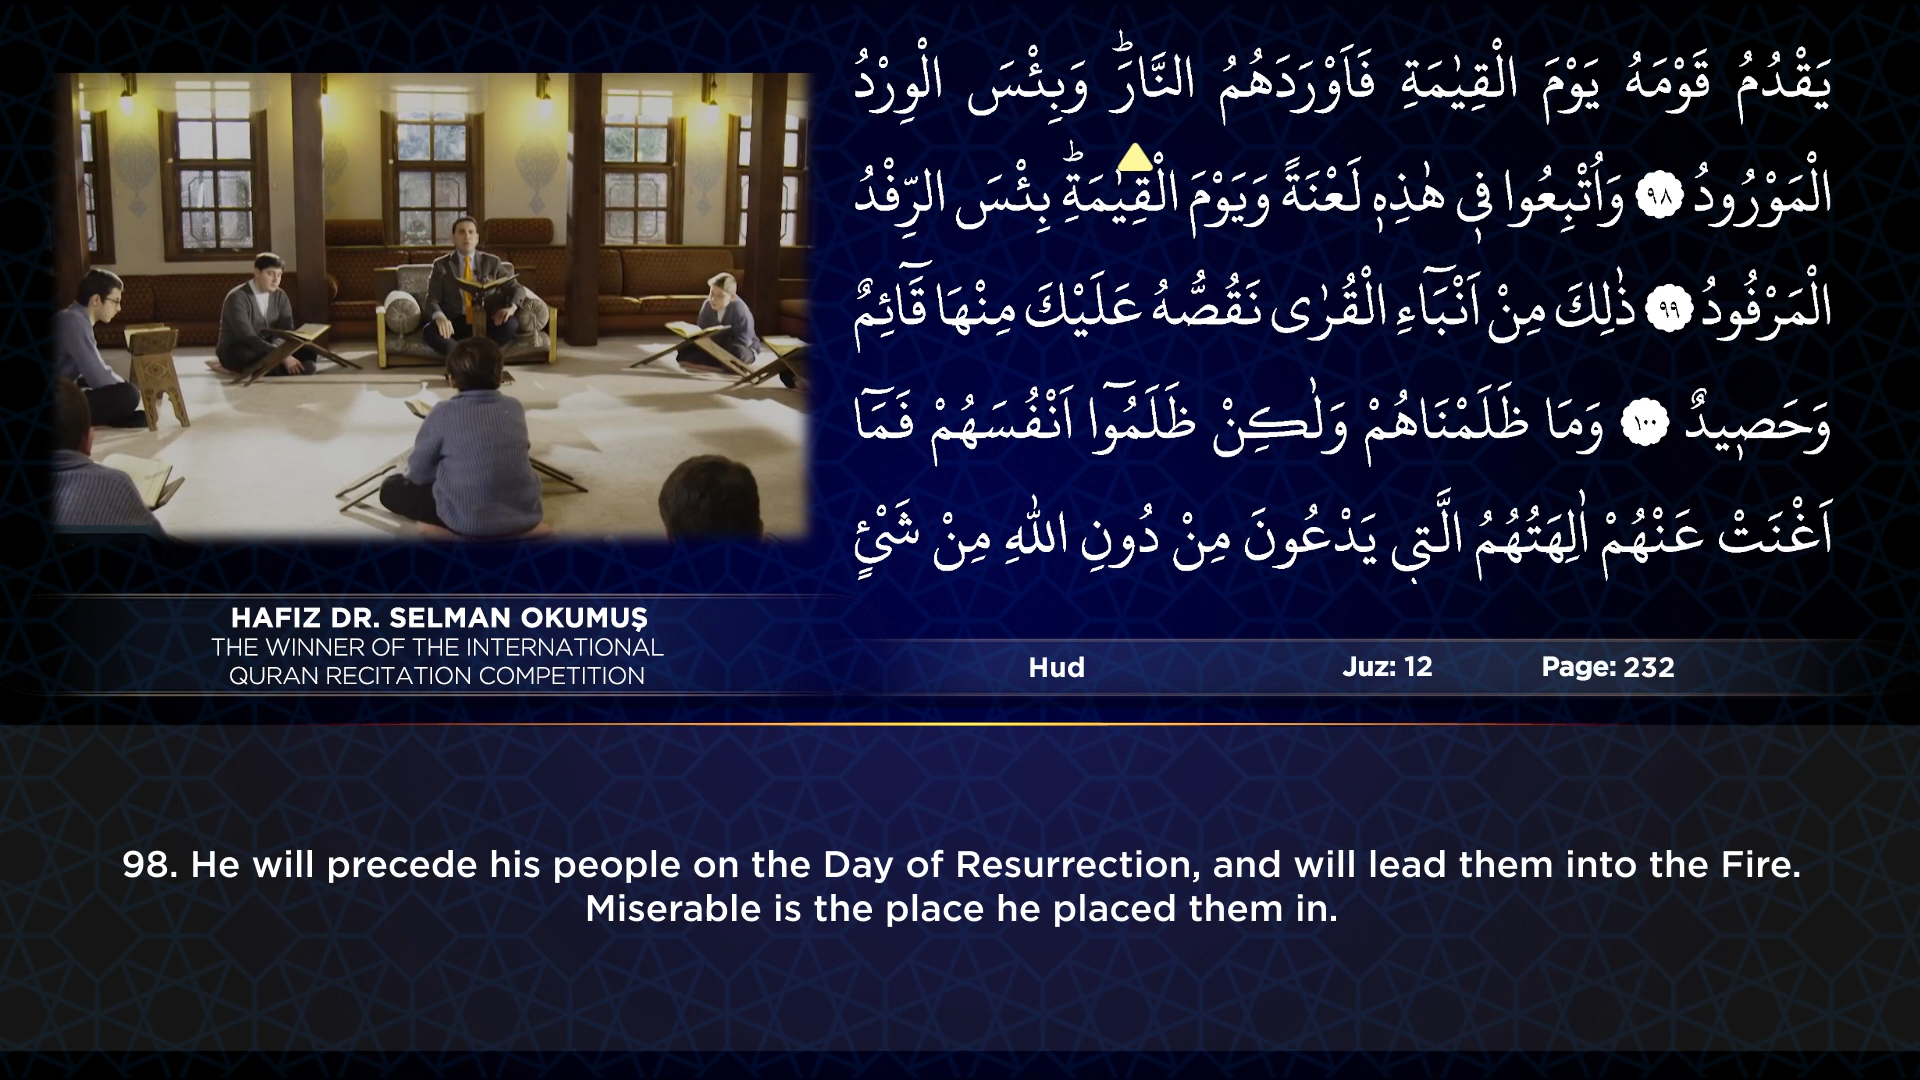 يَقْدُمُ قَوْمَهُ يَوْمَ الْقِيٰمَةِ فَاَوْرَدَهُمُ النَّارَۜ وَبِئْسَ الْوِرْدُ
الْمَوْرُودُ ٩٨ وَاُتْبِعُوا ف۪ي هٰذِه۪ لَعْنَةً وَيَوْمَ الْقِيٰمَةِۜ بِئْسَ الرِّفْدُ
الْمَرْفُودُ ٩٩ ذٰلِكَ مِنْ اَنْبَٓاءِ الْقُرٰى نَقُصُّهُ عَلَيْكَ مِنْهَا قَٓائِمٌ
وَحَص۪يدٌ ١٠٠ وَمَا ظَلَمْنَاهُمْ وَلٰكِنْ ظَلَمُٓوا اَنْفُسَهُمْ فَمَٓا
اَغْنَتْ عَنْهُمْ اٰلِهَتُهُمُ الَّت۪ي يَدْعُونَ مِنْ دُونِ اللّٰهِ مِنْ شَيْءٍ
HAFIZ DR. SELMAN OKUMUŞ
THE WINNER OF THE INTERNATIONAL
QURAN RECITATION COMPETITION
Hud Juz: 12 Page: 232
98. He will precede his people on the Day of Resurrection, and will lead them into the Fire.
Miserable is the place he placed them in.